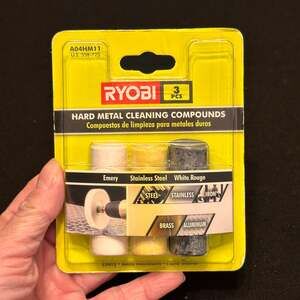 A04HM11
RYOBI
3
PCS
HARD METAL CLEANING COMPOUNDS
Compuestos de limpieza para metales duros
Emery Stainless Steel White Rouge
STEEL STAINLESS
BRASS ALUMINUM